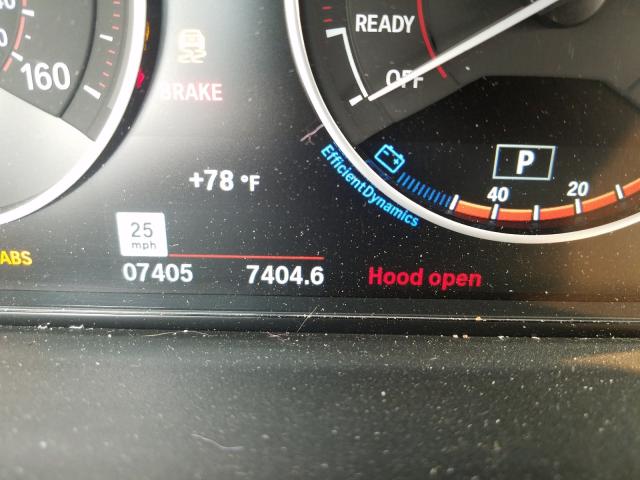 160
BRAKE
READY
OFF
EfficientDynamics
P
40
20
+78 °F
25
mph
ABS
07405
7404.6
Hood open